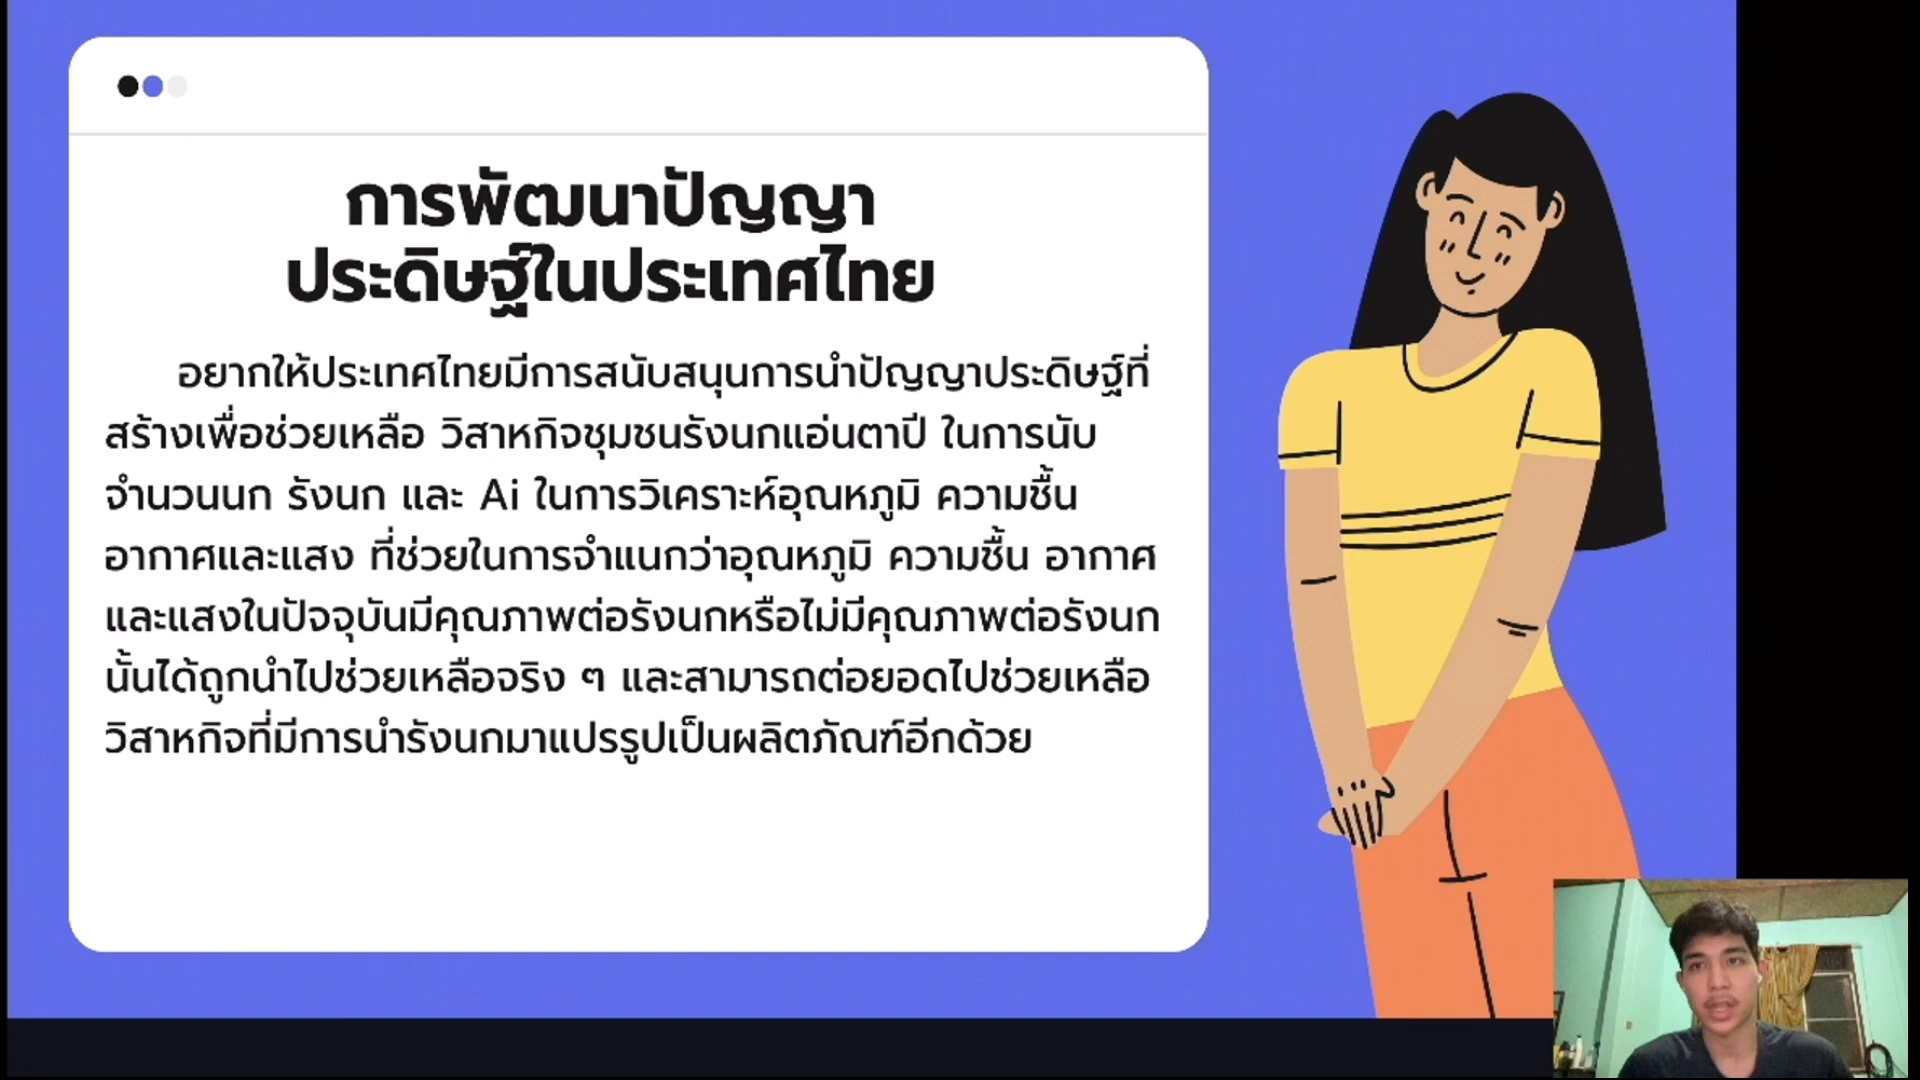 การพัฒนาปัญญา
ประดิษฐ์ในประเทศไทย
อยากให้ประเทศไทยมีการสนับสนุนการนำปัญญาประดิษฐ์ที่
สร้างเพื่อช่วยเหลือ วิสาหกิจชุมชนรังนกแอ่นตาปี ในการนับ
จำนวนนก รังนก และ Ai ในการวิเคราะห์อุณหภูมิ ความชื้น
อากาศและแสง ที่ช่วยในการจำแนกว่าอุณหภูมิ ความชื้น อากาศ
และแสงในปัจจุบันมีคุณภาพต่อรังนกหรือไม่มีคุณภาพต่อรังนก
นั้นได้ถูกนำไปช่วยเหลือจริง ๆ และสามารถต่อยอดไปช่วยเหลือ
วิสาหกิจที่มีการนำรังนกมาแปรรูปเป็นผลิตภัณฑ์อีกด้วย